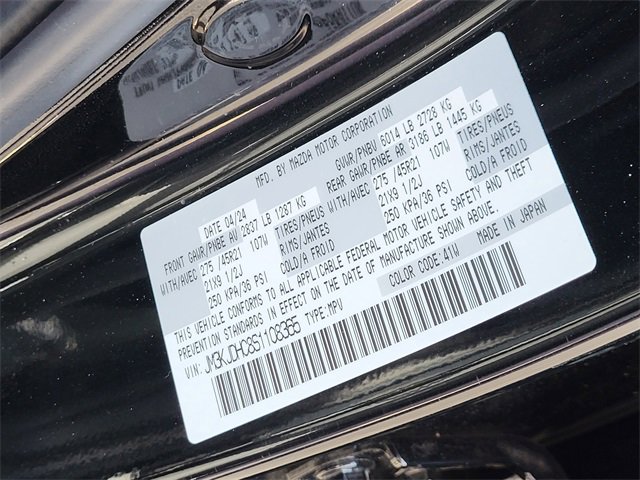 MFD. BY MAZDA MOTOR CORPORATION
DATE 04/24 GVWR/PNBV 6014 LB 2728 KG
FRONT GAWR/PNBE AV 2837 LB 1287 KG REAR GAWR/PNBE AR 3186 LB 1445 KG
WITH/AVEC 275 /45R21 107W TIRES/PNEUS WITH/AVEC 275 /45R21 107W TIRES/PNEUS
21X9 1/2J RIMS/JANTES 21X9 1/2J RIMS/JANTES
250 KPA/36 PSI COLD/A FROID 250 KPA/36 PSI COLD/A FROID
THIS VEHICLE CONFORMS TO ALL APPLICABLE FEDERAL MOTOR VEHICLE SAFETY AND THEFT
PREVENTION STANDARDS IN EFFECT ON THE DATE OF MANUFACTURE SHOWN ABOVE.
VIN: JM3KJDHC8S1108365 TYPE:MPV COLOR CODE:41W MADE IN JAPAN